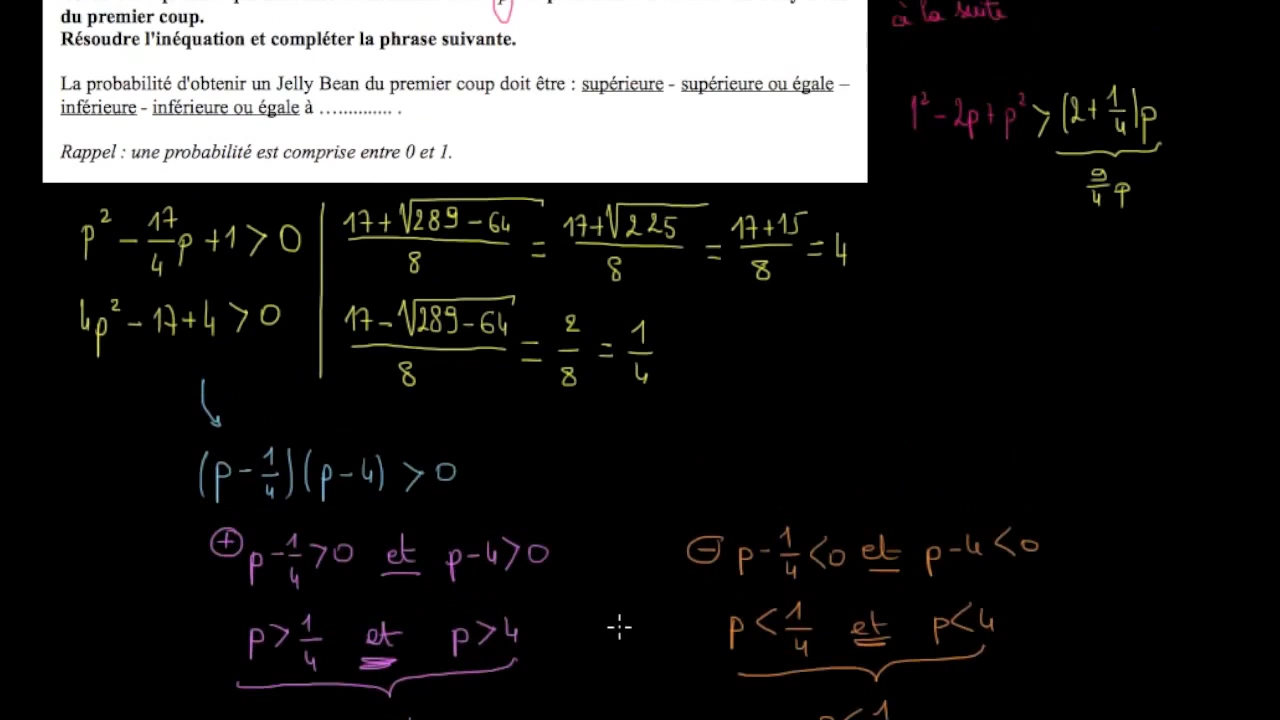 du premier coup.
Résoudre l'inéquation et compléter la phrase suivante.
La probabilité d'obtenir un Jelly Bean du premier coup doit être : supérieure - supérieure ou égale –
inférieure - inférieure ou égale à ….......... .
Rappel : une probabilité est comprise entre 0 et 1.
à la suite
1² - 2p + p² > (2 + 1/4)p
9/4 p
p² - 17/4 p + 1 > 0
17+√289-64 / 8 = 17+√225 / 8 = 17+15 / 8 = 4
4p² - 17 + 4 > 0
17-√289-64 / 8 = 2/8 = 1/4
(p - 1/4)(p - 4) > 0
⊕ p - 1/4 > 0 et p - 4 > 0
⊖ p - 1/4 < 0 et p - 4 < 0
p > 1/4 et p > 4
p < 1/4 et p < 4